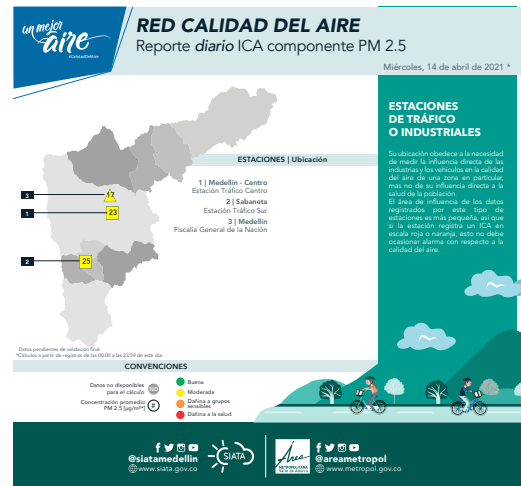 un mejor
aire
#CalidadDelAire
RED CALIDAD DEL AIRE
Reporte diario ICA componente PM 2.5
Miércoles, 14 de abril de 2021 *
ESTACIONES
DE TRÁFICO
O INDUSTRIALES
Su ubicación obedece a la necesidad
de medir la influencia directa de las
industrias y los vehículos en la calidad
del aire de una zona en particular,
mas no de su influencia directa a la
salud de la población.
El área de influencia de los datos
registrados por este tipo de
estaciones es más pequeña, así que
si la estación registra un ICA en
escala roja o naranja, esto no debe
ocasionar alarma con respecto a la
calidad del aire.
ESTACIONES | Ubicación
1 | Medellín - Centro
Estación Tráfico Centro
2 | Sabaneta
Estación Tráfico Sur
3 | Medellín
Fiscalía General de la Nación
3
17
1
23
2
25
Datos pendientes de validación final.
*Cálculos a partir de registros de las 00:00 a las 23:59 de este día.
CONVENCIONES
Datos no disponibles
para el cálculo
ND
Concentración promedio
PM 2.5 [µg/m³*]
#
Buena
Moderada
Dañina a grupos
sensibles
Dañina a la salud
@siatamedellin
www.siata.gov.co
SIATA
Área
METROPOLITANA
Valle de Aburrá
@areametropol
www.metropol.gov.co